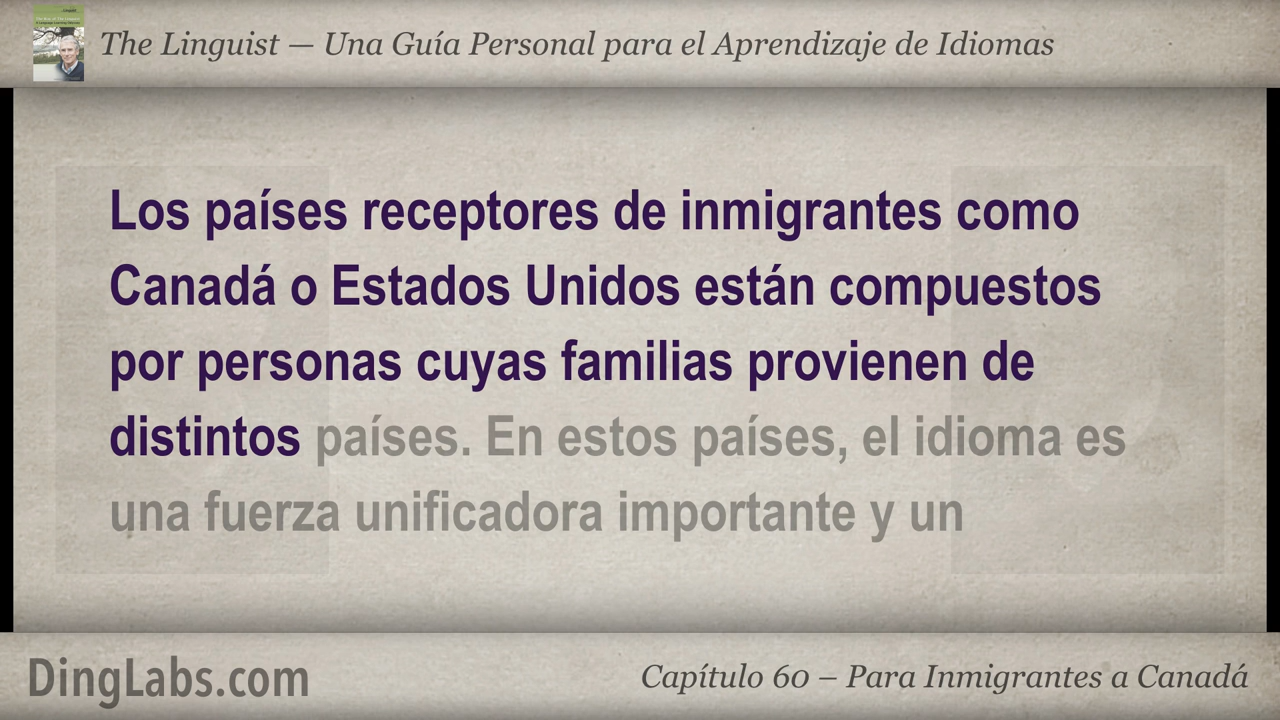 The Linguist — Una Guía Personal para el Aprendizaje de Idiomas
Los países receptores de inmigrantes como
Canadá o Estados Unidos están compuestos
por personas cuyas familias provienen de
distintos países. En estos países, el idioma es
una fuerza unificadora importante y un
DingLabs.com
Capítulo 60 – Para Inmigrantes a Canadá